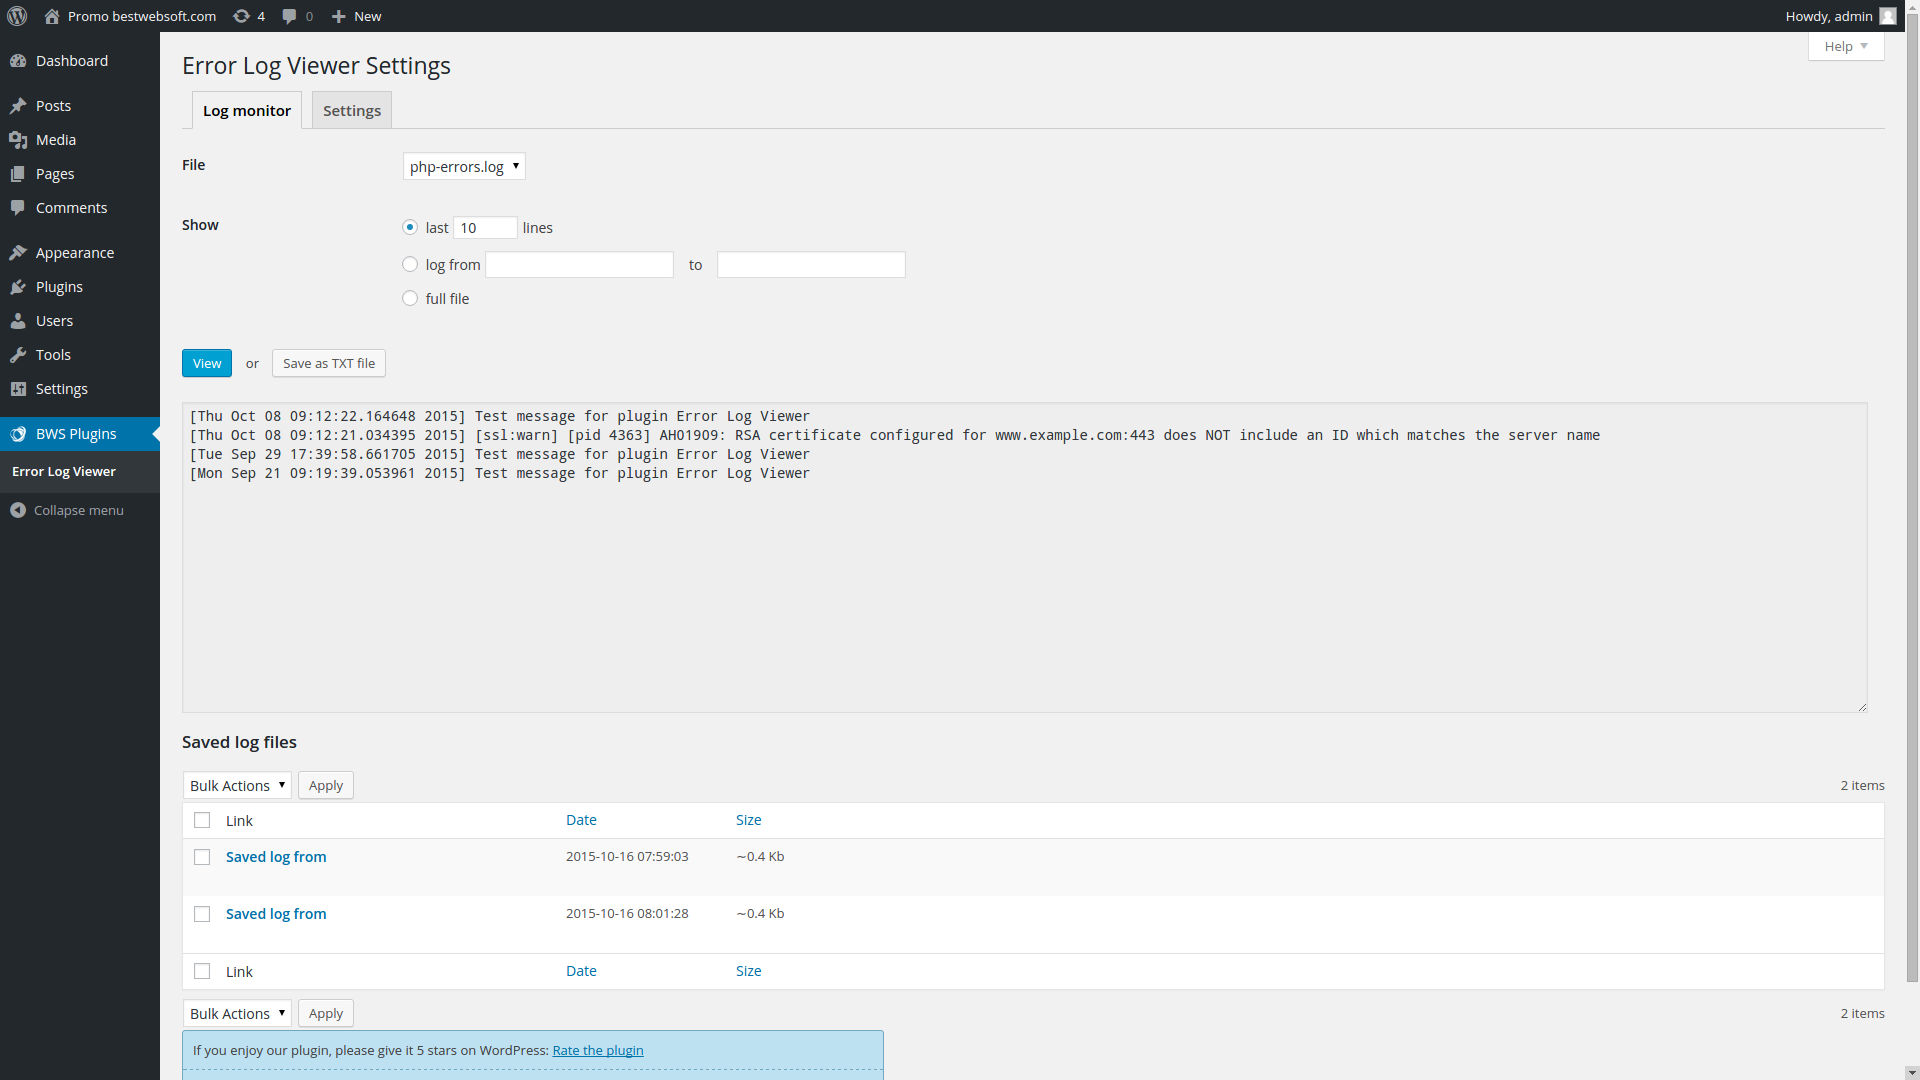 Promo bestwebsoft.com 4 0 New Howdy, admin
Help
Dashboard
Posts
Media
Pages
Comments
Appearance
Plugins
Users
Tools
Settings
BWS Plugins
Error Log Viewer
Collapse menu
Error Log Viewer Settings
Log monitor Settings
File php-errors.log
Show last 10 lines
log from to
full file
View or Save as TXT file
[Thu Oct 08 09:12:22.164648 2015] Test message for plugin Error Log Viewer
[Thu Oct 08 09:12:21.034395 2015] [ssl:warn] [pid 4363] AH01909: RSA certificate configured for www.example.com:443 does NOT include an ID which matches the server name
[Tue Sep 29 17:39:58.661705 2015] Test message for plugin Error Log Viewer
[Mon Sep 21 09:19:39.053961 2015] Test message for plugin Error Log Viewer
Saved log files
Bulk Actions Apply 2 items
Link Date Size
Saved log from 2015-10-16 07:59:03 ~0.4 Kb
Saved log from 2015-10-16 08:01:28 ~0.4 Kb
Link Date Size
Bulk Actions Apply 2 items
If you enjoy our plugin, please give it 5 stars on WordPress: Rate the plugin